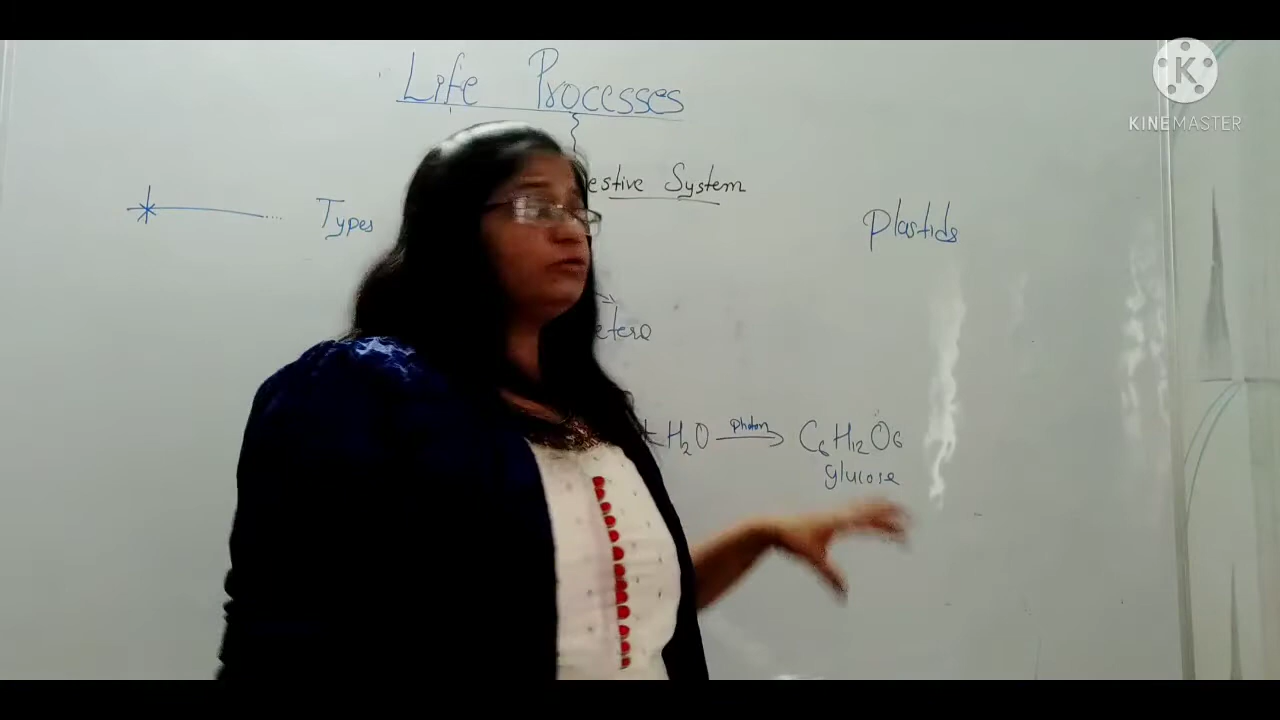 Life Processes
KINEMASTER
estive System
Types
Plastids
etero
H2O photon → C6H12O6
glucose